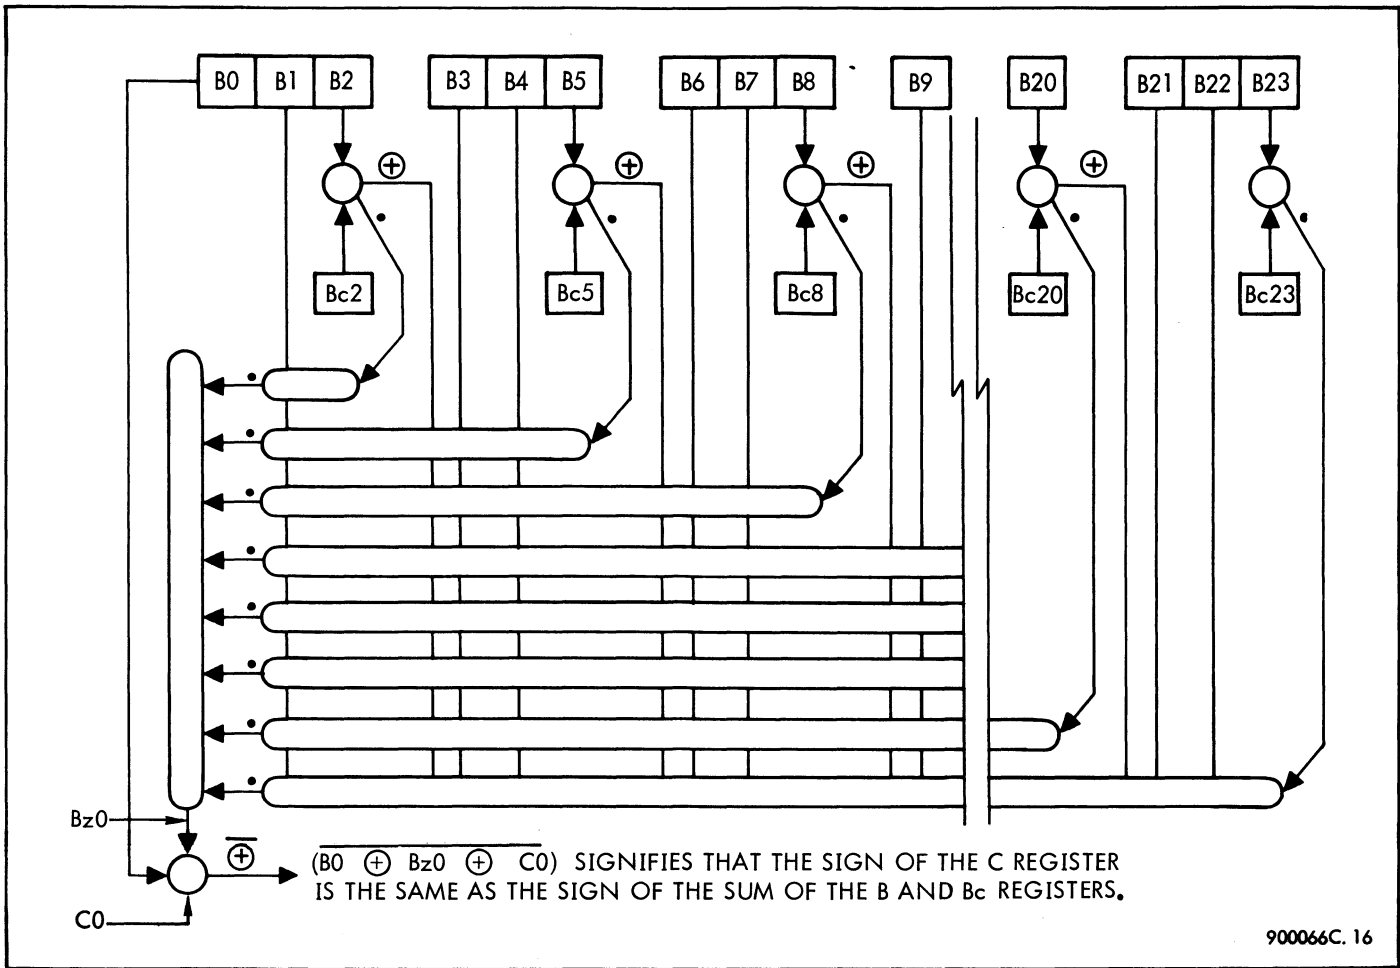 B0 B1 B2 B3 B4 B5 B6 B7 B8 B9 B20 B21 B22 B23
⊕ ⊕ ⊕ ⊕
Bc2 Bc5 Bc8 Bc20 Bc23
Bz0
C0
⊕̅
(B0 ⊕ Bz0 ⊕ C0) SIGNIFIES THAT THE SIGN OF THE C REGISTER
IS THE SAME AS THE SIGN OF THE SUM OF THE B AND Bc REGISTERS.
900066C. 16